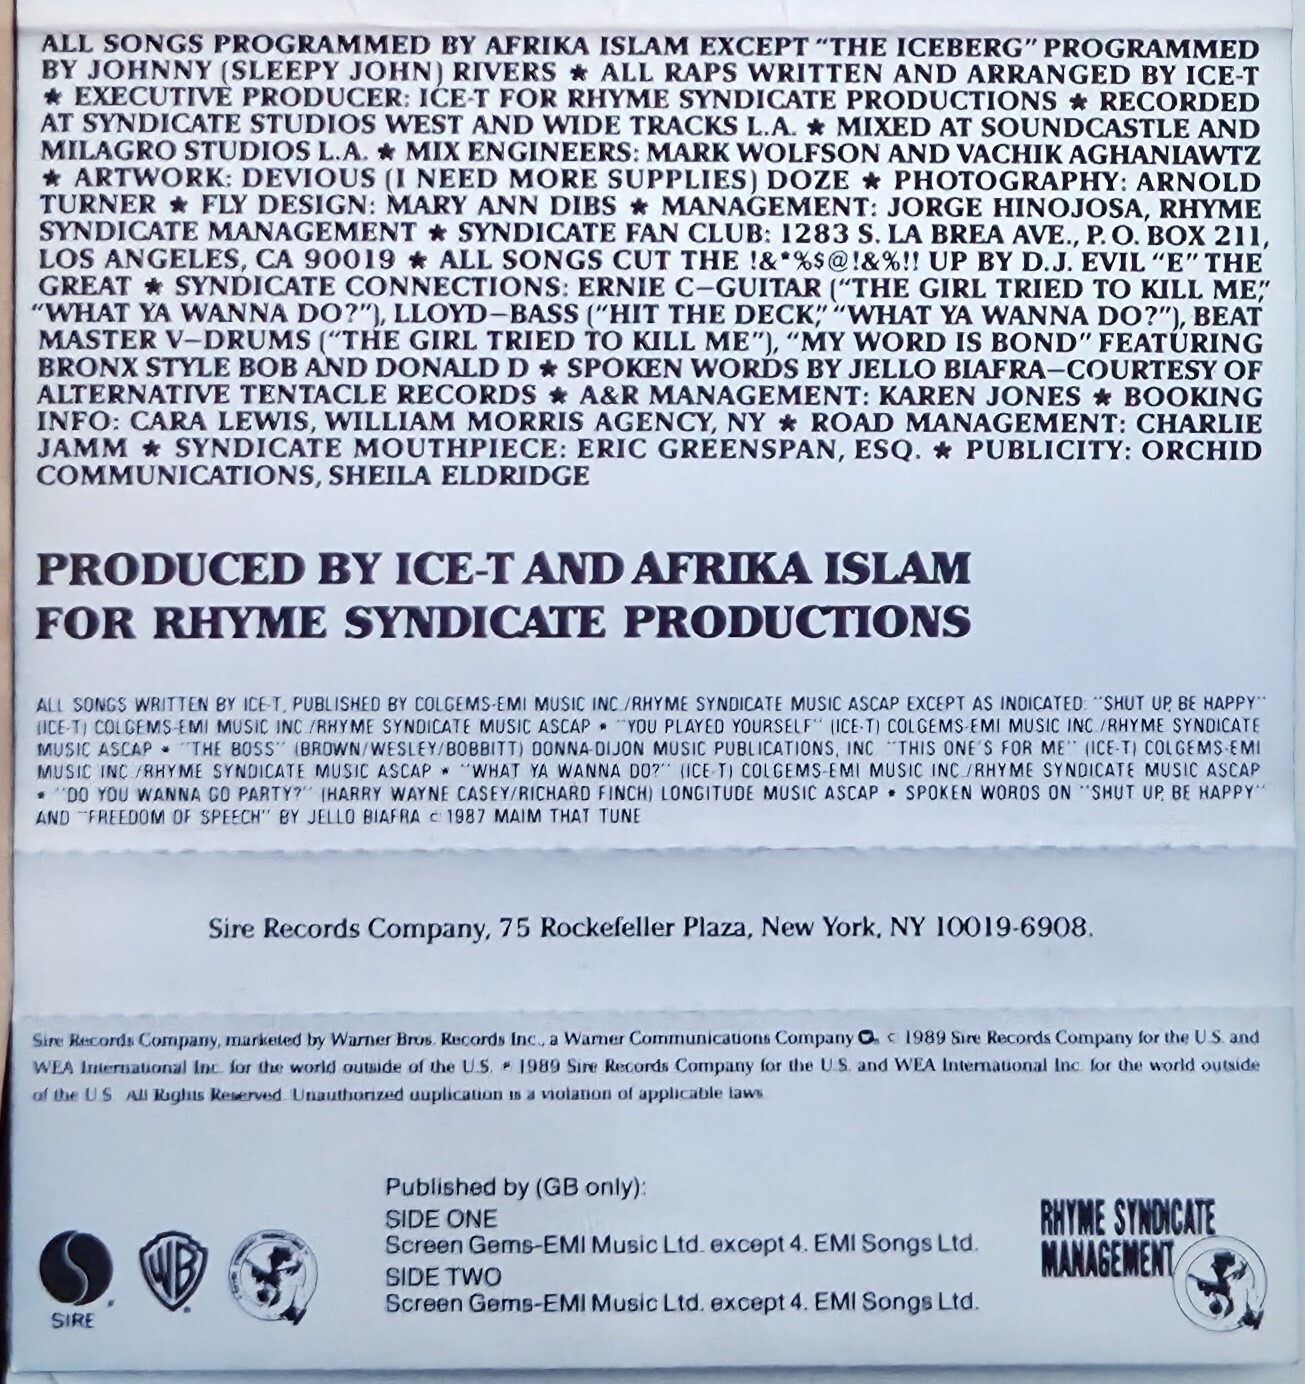 ALL SONGS PROGRAMMED BY AFRIKA ISLAM EXCEPT "THE ICEBERG" PROGRAMMED
BY JOHNNY (SLEEPY JOHN) RIVERS ★ ALL RAPS WRITTEN AND ARRANGED BY ICE-T
★ EXECUTIVE PRODUCER: ICE-T FOR RHYME SYNDICATE PRODUCTIONS ★ RECORDED
AT SYNDICATE STUDIOS WEST AND WIDE TRACKS L.A. ★ MIXED AT SOUNDCASTLE AND
MILAGRO STUDIOS L.A. ★ MIX ENGINEERS: MARK WOLFSON AND VACHIK AGHANIAWTZ
★ ARTWORK: DEVIOUS (I NEED MORE SUPPLIES) DOZE ★ PHOTOGRAPHY: ARNOLD
TURNER ★ FLY DESIGN: MARY ANN DIBS ★ MANAGEMENT: JORGE HINOJOSA, RHYME
SYNDICATE MANAGEMENT ★ SYNDICATE FAN CLUB: 1283 S. LA BREA AVE., P.O. BOX 211,
LOS ANGELES, CA 90019 ★ ALL SONGS CUT THE !&*%$@!&%!! UP BY D.J. EVIL "E" THE
GREAT ★ SYNDICATE CONNECTIONS: ERNIE C–GUITAR ("THE GIRL TRIED TO KILL ME,"
"WHAT YA WANNA DO?"), LLOYD–BASS ("HIT THE DECK," "WHAT YA WANNA DO?"), BEAT
MASTER V–DRUMS ("THE GIRL TRIED TO KILL ME"), "MY WORD IS BOND" FEATURING
BRONX STYLE BOB AND DONALD D ★ SPOKEN WORDS BY JELLO BIAFRA–COURTESY OF
ALTERNATIVE TENTACLE RECORDS ★ A&R MANAGEMENT: KAREN JONES ★ BOOKING
INFO: CARA LEWIS, WILLIAM MORRIS AGENCY, NY ★ ROAD MANAGEMENT: CHARLIE
JAMM ★ SYNDICATE MOUTHPIECE: ERIC GREENSPAN, ESQ. ★ PUBLICITY: ORCHID
COMMUNICATIONS, SHEILA ELDRIDGE
PRODUCED BY ICE-T AND AFRIKA ISLAM
FOR RHYME SYNDICATE PRODUCTIONS
ALL SONGS WRITTEN BY ICE-T, PUBLISHED BY COLGEMS-EMI MUSIC INC./RHYME SYNDICATE MUSIC ASCAP EXCEPT AS INDICATED: "SHUT UP, BE HAPPY"
(ICE-T) COLGEMS-EMI MUSIC INC./RHYME SYNDICATE MUSIC ASCAP ★ "YOU PLAYED YOURSELF" (ICE-T) COLGEMS-EMI MUSIC INC./RHYME SYNDICATE
MUSIC ASCAP ★ "THE BOSS" (BROWN/WESLEY/BOBBITT) DONNA-DIJON MUSIC PUBLICATIONS, INC. "THIS ONE'S FOR ME" (ICE-T) COLGEMS-EMI
MUSIC INC./RHYME SYNDICATE MUSIC ASCAP ★ "WHAT YA WANNA DO?" (ICE-T) COLGEMS-EMI MUSIC INC./RHYME SYNDICATE MUSIC ASCAP
★ "DO YOU WANNA GO PARTY?" (HARRY WAYNE CASEY/RICHARD FINCH) LONGITUDE MUSIC ASCAP ★ SPOKEN WORDS ON "SHUT UP, BE HAPPY"
AND "FREEDOM OF SPEECH" BY JELLO BIAFRA © 1987 MAIM THAT TUNE
Sire Records Company, 75 Rockefeller Plaza, New York, NY 10019-6908.
Sire Records Company, marketed by Warner Bros. Records Inc., a Warner Communications Company. © 1989 Sire Records Company for the U.S. and
WEA International Inc. for the world outside of the U.S. ℗ 1989 Sire Records Company for the U.S. and WEA International Inc. for the world outside
of the U.S. All Rights Reserved. Unauthorized duplication is a violation of applicable laws.
Published by (GB only):
SIDE ONE
Screen Gems-EMI Music Ltd. except 4. EMI Songs Ltd.
SIDE TWO
Screen Gems-EMI Music Ltd. except 4. EMI Songs Ltd.
SIRE
WB
RHYME SYNDICATE
MANAGEMENT